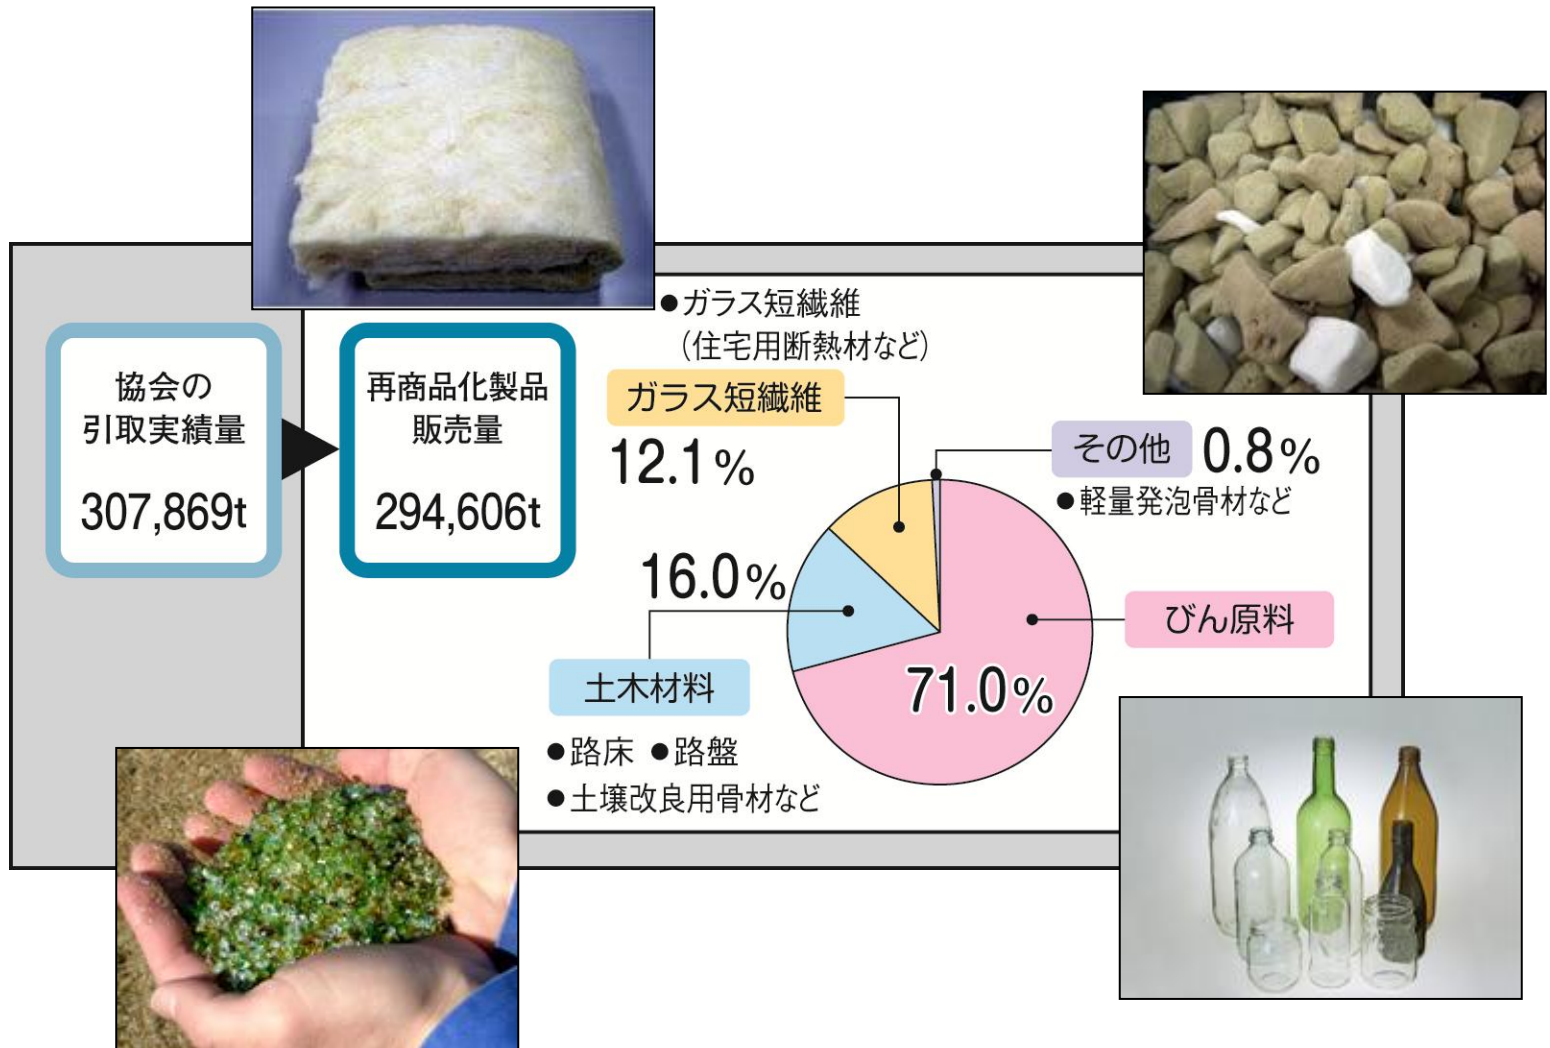 協会の
引取実績量
307,869t
再商品化製品
販売量
294,606t
●ガラス短繊維
(住宅用断熱材など)
ガラス短繊維
12.1%
その他 0.8%
●軽量発泡骨材など
16.0%
びん原料
71.0%
土木材料
●路床 ●路盤
●土壌改良用骨材など